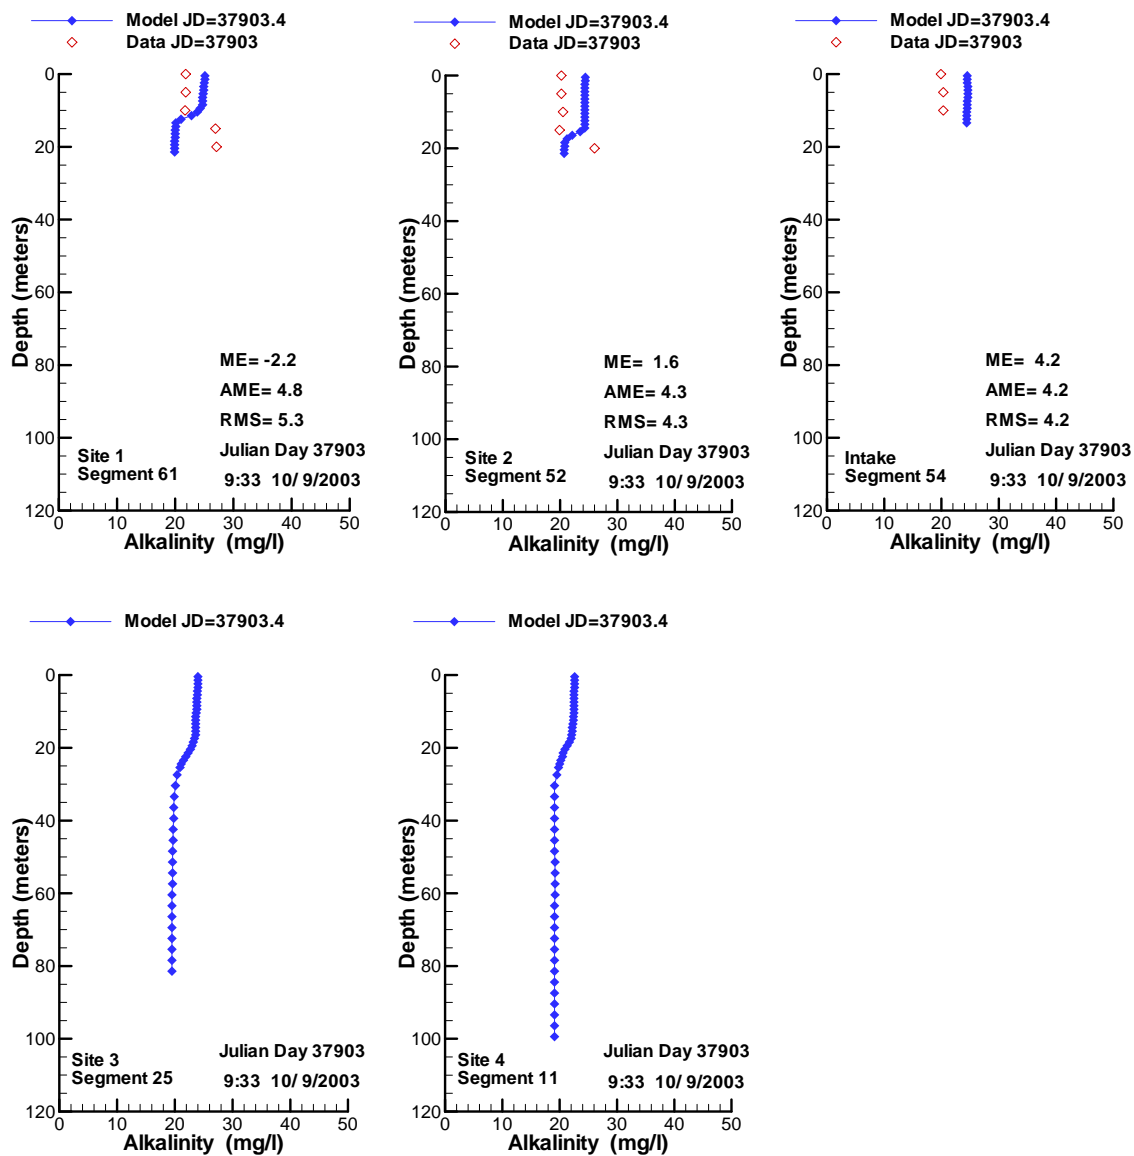 Model JD=37903.4
Data JD=37903
0
20
40
60
80
100
120
Depth (meters)
ME= -2.2
AME= 4.8
RMS= 5.3
Julian Day 37903
9:33 10/ 9/2003
Site 1
Segment 61
0 10 20 30 40 50
Alkalinity (mg/l)
Model JD=37903.4
Data JD=37903
0
20
40
60
80
100
120
Depth (meters)
ME= 1.6
AME= 4.3
RMS= 4.3
Julian Day 37903
9:33 10/ 9/2003
Site 2
Segment 52
0 10 20 30 40 50
Alkalinity (mg/l)
Model JD=37903.4
Data JD=37903
0
20
40
60
80
100
120
Depth (meters)
ME= 4.2
AME= 4.2
RMS= 4.2
Julian Day 37903
9:33 10/ 9/2003
Intake
Segment 54
0 10 20 30 40 50
Alkalinity (mg/l)
Model JD=37903.4
0
20
40
60
80
100
120
Depth (meters)
Julian Day 37903
9:33 10/ 9/2003
Site 3
Segment 25
0 10 20 30 40 50
Alkalinity (mg/l)
Model JD=37903.4
0
20
40
60
80
100
120
Depth (meters)
Julian Day 37903
9:33 10/ 9/2003
Site 4
Segment 11
0 10 20 30 40 50
Alkalinity (mg/l)